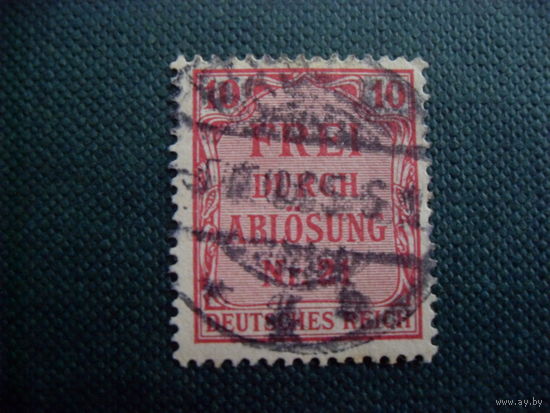 10 10
FREI
DURCH
ABLÖSUNG
Nr. 21
DEUTSCHES REICH
www.ay.by